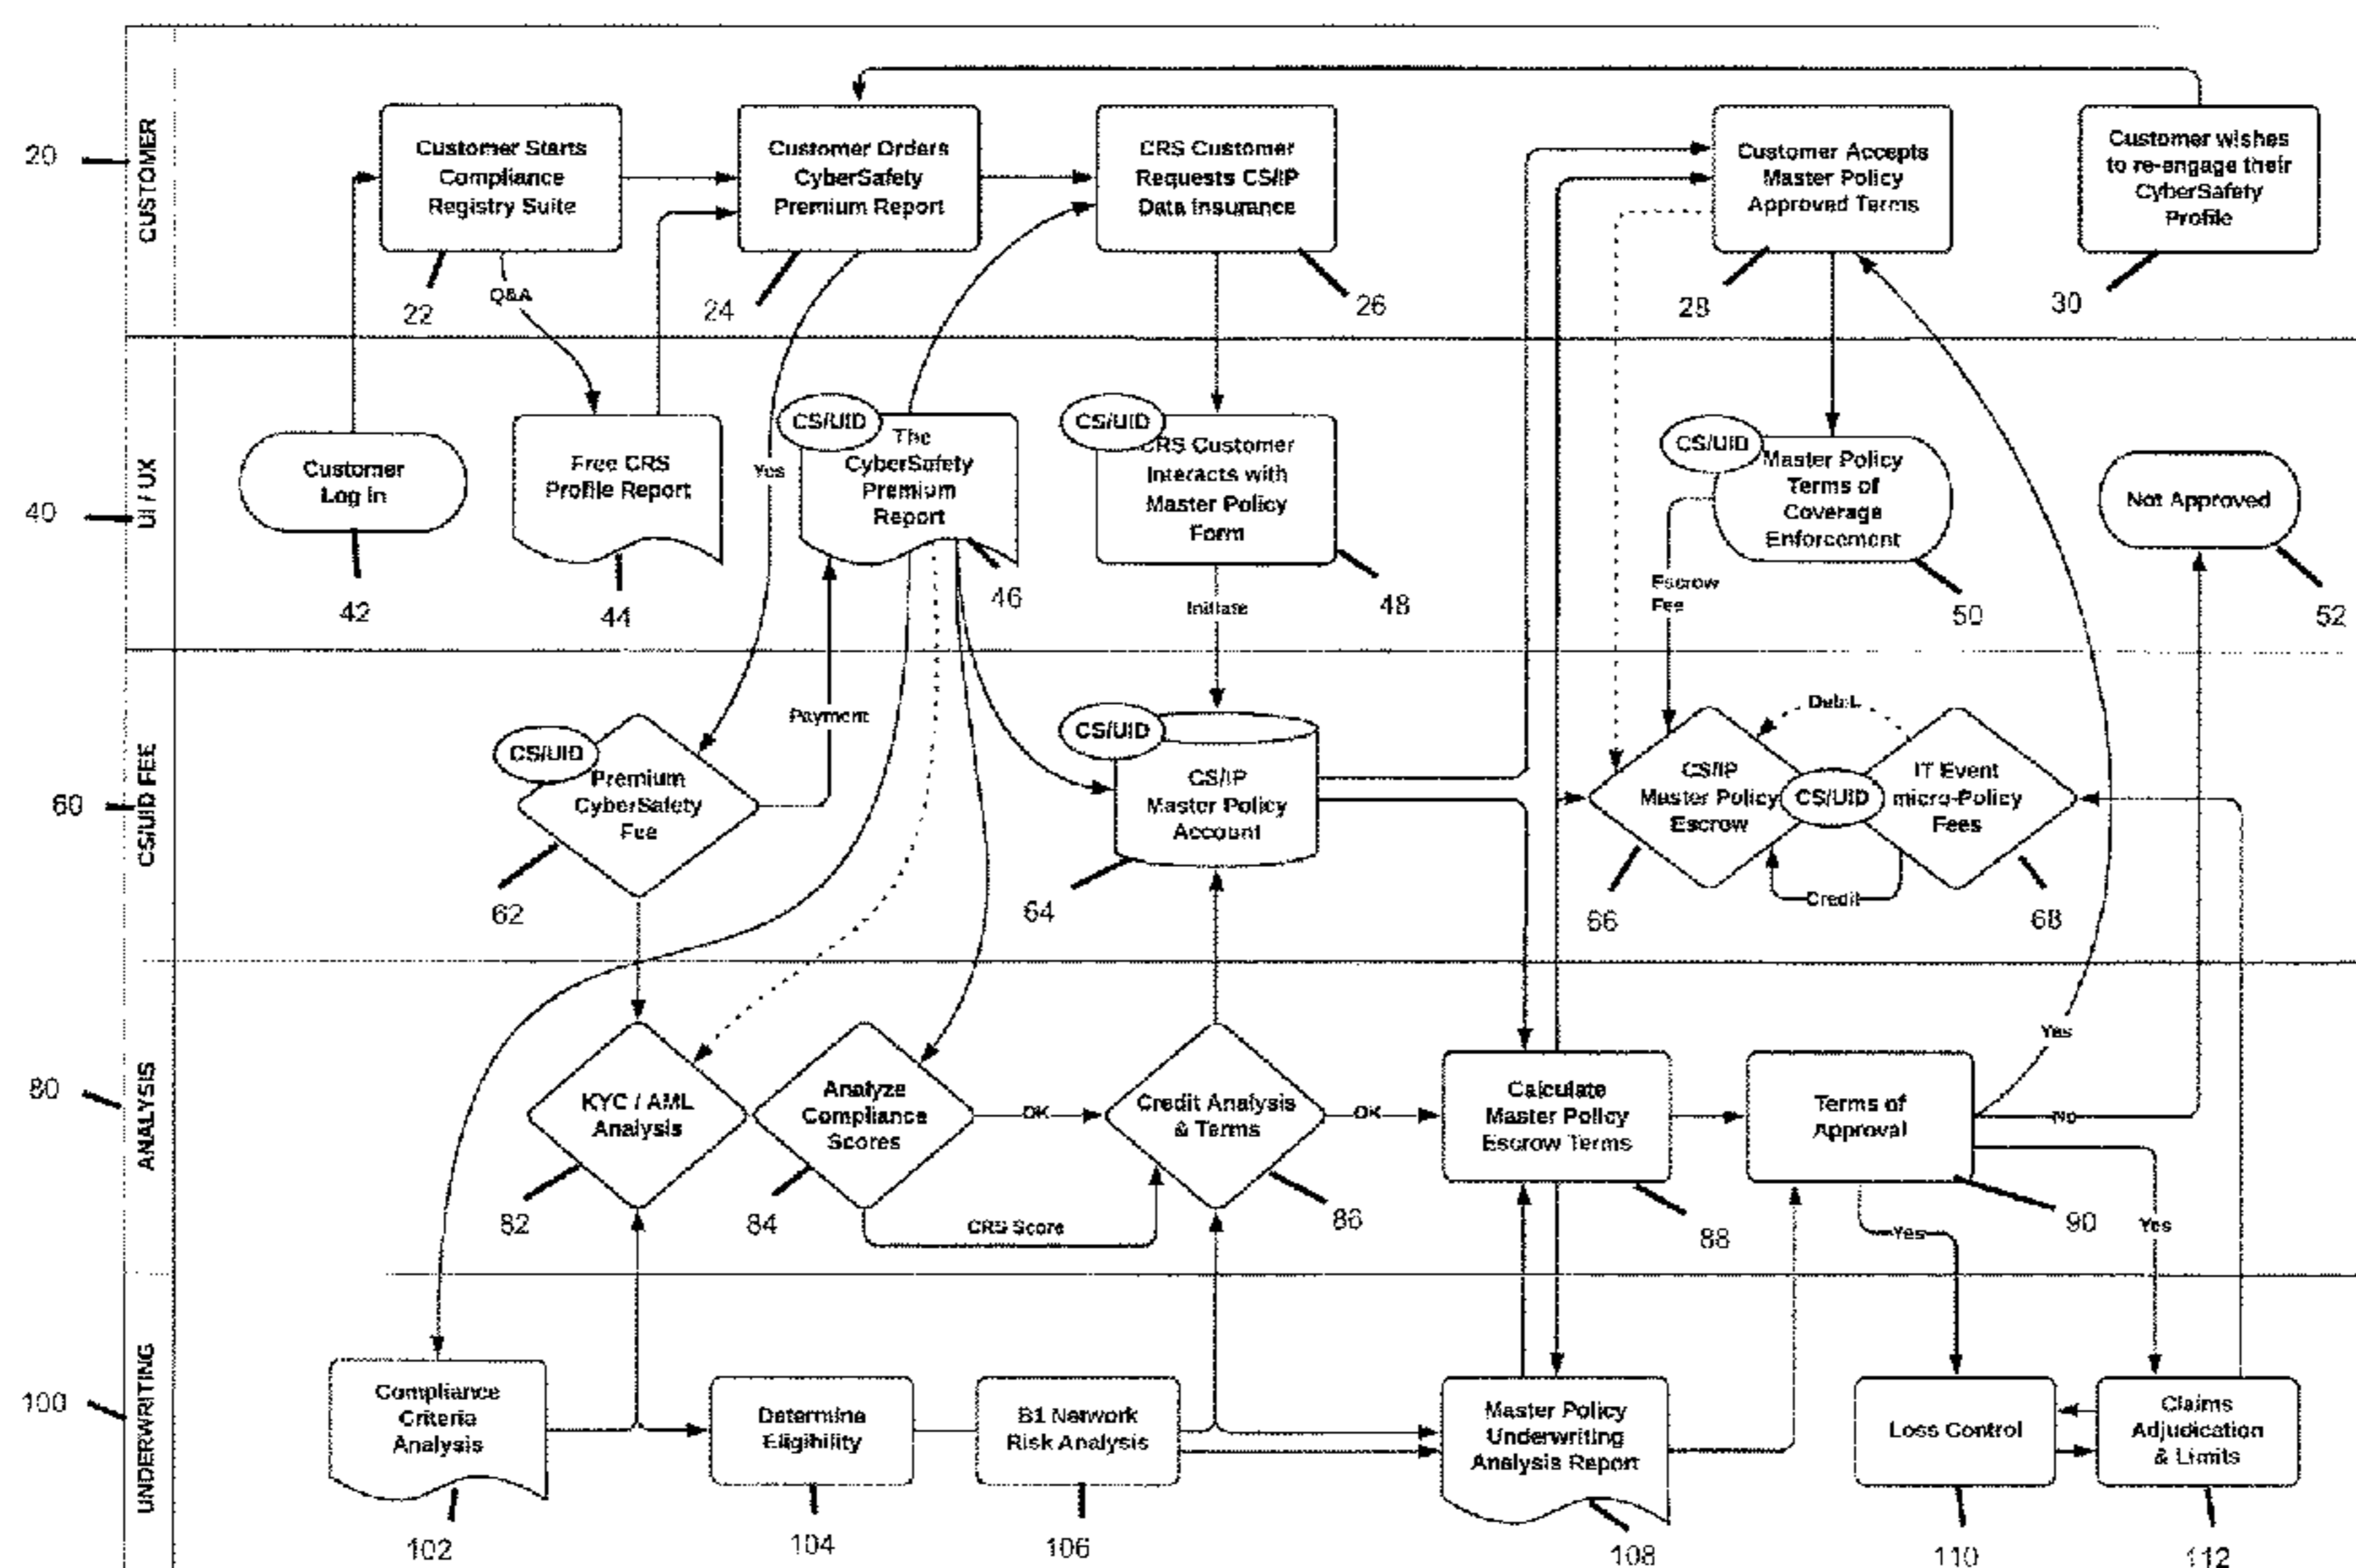 20
CUSTOMER
Customer Starts
Compliance
Registry Suite
22
Q&A
Customer Orders
CyberSafety
Premium Report
24
CRS Customer
Requests CS/IP
Data Insurance
26
Customer Accepts
Master Policy
Approved Terms
28
Customer wishes
to re-engage their
CyberSafety
Profile
30
40
UI / UX
Customer
Log in
42
Free CRS
Profile Report
44
Yes
CS/UID
The
CyberSafety
Premium
Report
46
CS/UID
CRS Customer
Interacts with
Master Policy
Form
48
Initiate
CS/UID
Master Policy
Terms of
Coverage
Enforcement
50
Escrow
Fee
Not Approved
52
60
CS/UID FEE
CS/UID
Premium
CyberSafety
Fee
62
Payment
CS/UID
CS/IP
Master Policy
Account
64
CS/IP
Master Policy
Escrow
66
CS/UID
Debit
Credit
IT Event
micro-Policy
Fees
68
80
ANALYSIS
KYC / AML
Analysis
82
Analyze
Compliance
Scores
84
OK
CRS Score
Credit Analysis
& Terms
86
OK
Calculate
Master Policy
Escrow Terms
88
Terms of
Approval
90
Yes
No
Yes
Yes
100
UNDERWRITING
Compliance
Criteria
Analysis
102
Determine
Eligibility
104
B1 Network
Risk Analysis
106
Master Policy
Underwriting
Analysis Report
108
Loss Control
110
Claims
Adjudication
& Limits
112